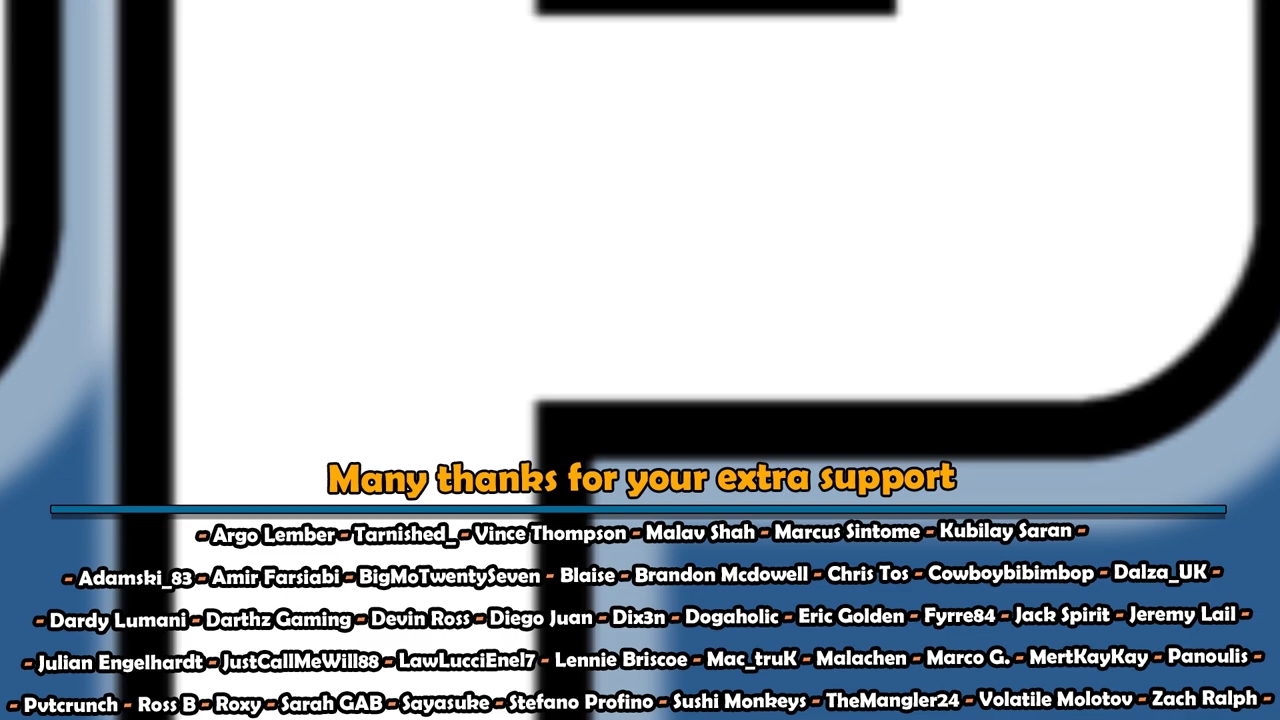 Many thanks for your extra support
- Argo Lember - Tarnished_ - Vince Thompson - Malav Shah - Marcus Sintome - Kubilay Saran -
- Adamski_83 - Amir Farsiabi - BigMoTwentySeven - Blaise - Brandon Mcdowell - Chris Tos - Cowboybibimbop - Dalza_UK -
- Dardy Lumani - Darthz Gaming - Devin Ross - Diego Juan - Dix3n - Dogaholic - Eric Golden - Fyrre84 - Jack Spirit - Jeremy Lail -
- Julian Engelhardt - JustCallMeWill88 - LawLucciEnel7 - Lennie Briscoe - Mac_truK - Malachen - Marco G. - MertKayKay - Panoulis -
- Pvtcrunch - Ross B - Roxy - Sarah GAB - Sayasuke - Stefano Profino - Sushi Monkeys - TheMangler24 - Volatile Molotov - Zach Ralph -